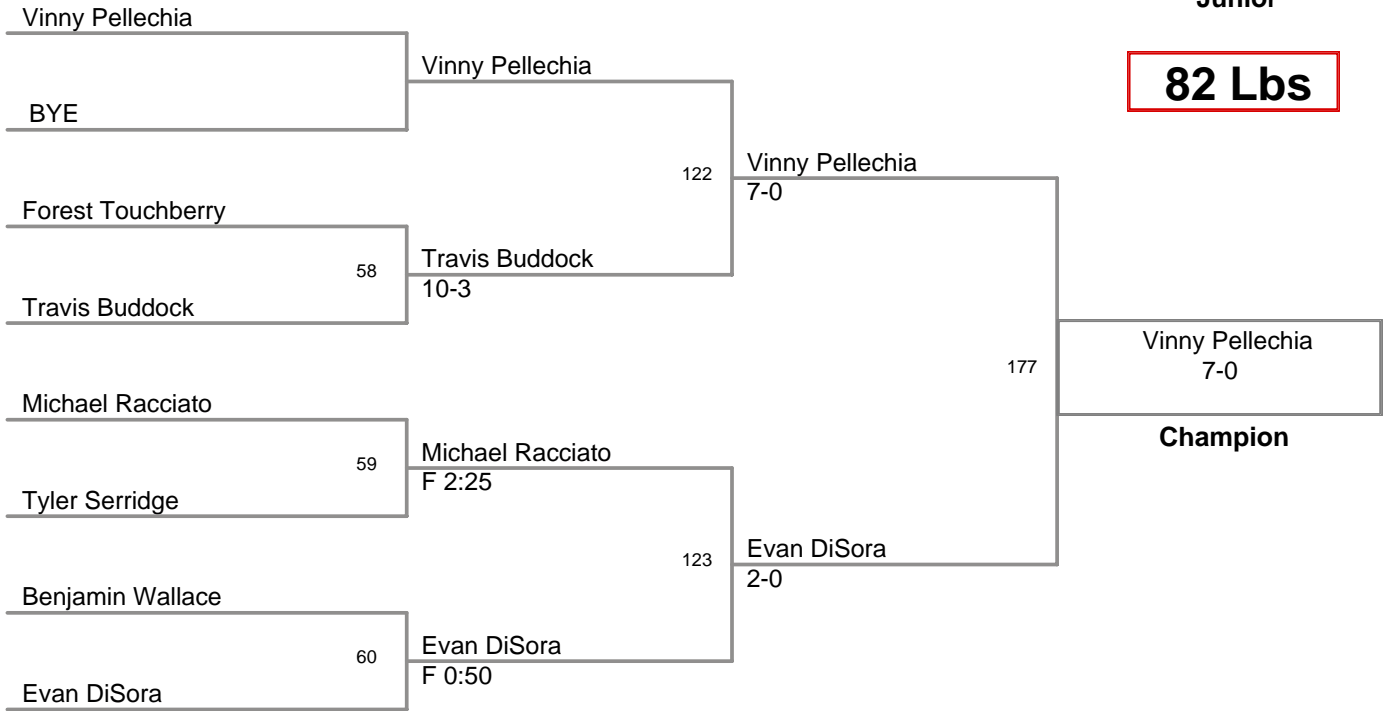 Junior
82 Lbs
Vinny Pellechia
BYE
Forest Touchberry
58
Travis Buddock
Michael Racciato
59
Tyler Serridge
Benjamin Wallace
60
Evan DiSora
Vinny Pellechia
122
Travis Buddock
10-3
Michael Racciato
F 2:25
123
Evan DiSora
F 0:50
Vinny Pellechia
7-0
177
Evan DiSora
2-0
Vinny Pellechia
7-0
Champion